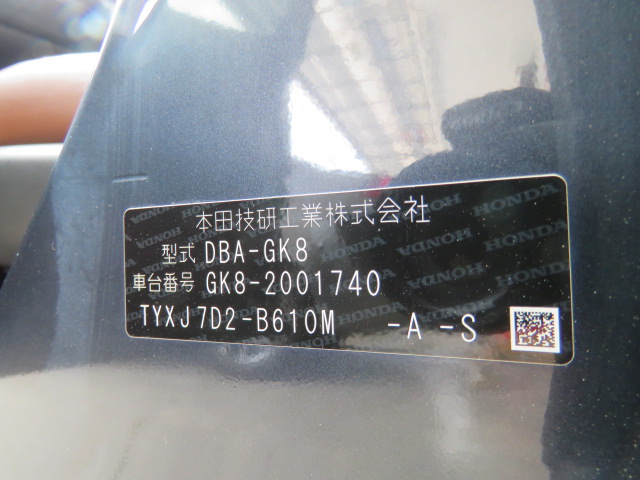 本田技研工業株式会社
型式 DBA-GK8
車台番号 GK8-2001740
TYXJ7D2-B610M -A -S